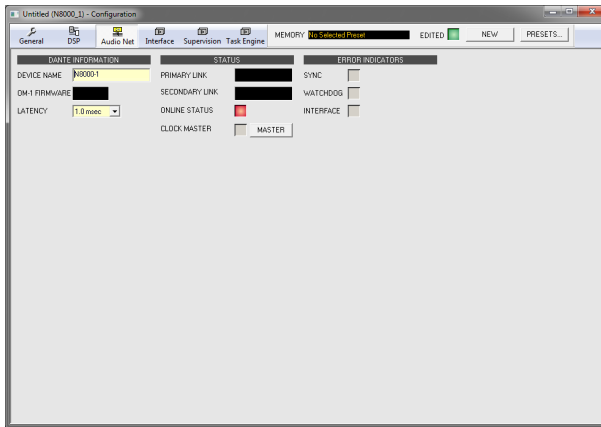 Untitled (N8000_1) - Configuration
General DSP Audio Net Interface Supervision Task Engine MEMORY No Selected Preset EDITED NEW PRESETS...
DANTE INFORMATION STATUS ERROR INDICATORS
DEVICE NAME N8000-1 PRIMARY LINK SYNC
OM-1 FIRMWARE SECONDARY LINK WATCHDOG
LATENCY 1.0 msec ONLINE STATUS INTERFACE
CLOCK MASTER MASTER